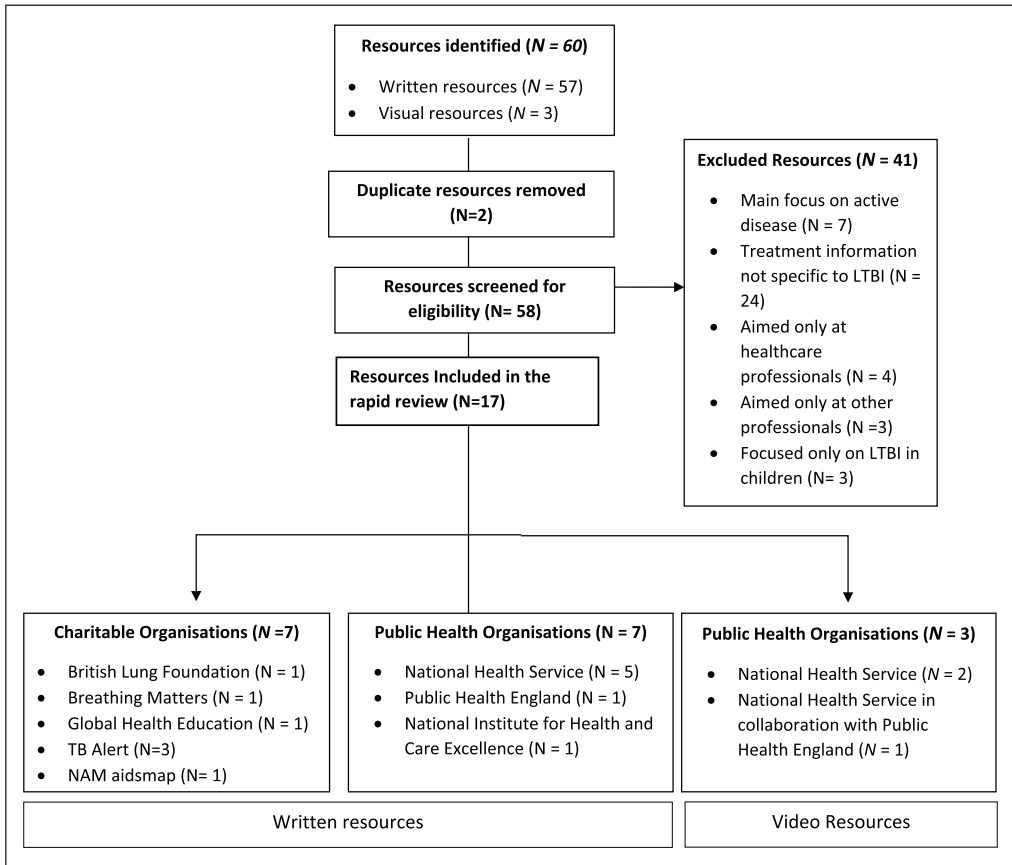 Resources identified (N = 60)
• Written resources (N = 57)
• Visual resources (N = 3)
Duplicate resources removed
(N=2)
Resources screened for
eligibility (N= 58)
Excluded Resources (N = 41)
• Main focus on active
disease (N = 7)
• Treatment information
not specific to LTBI (N =
24)
• Aimed only at
healthcare
professionals (N = 4)
• Aimed only at other
professionals (N =3)
• Focused only on LTBI in
children (N= 3)
Resources Included in the
rapid review (N=17)
Charitable Organisations (N =7)
• British Lung Foundation (N = 1)
• Breathing Matters (N = 1)
• Global Health Education (N = 1)
• TB Alert (N=3)
• NAM aidsmap (N= 1)
Public Health Organisations (N = 7)
• National Health Service (N = 5)
• Public Health England (N = 1)
• National Institute for Health and
Care Excellence (N = 1)
Public Health Organisations (N = 3)
• National Health Service (N = 2)
• National Health Service in
collaboration with Public
Health England (N = 1)
Written resources
Video Resources